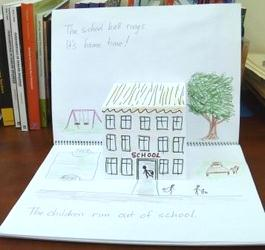 The school bell rings.
It's home time!
SCHOOL
The children run out of school.